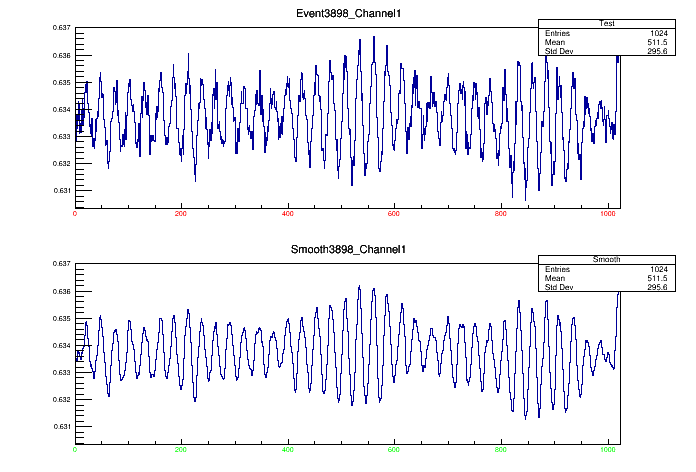 Event3898_Channel1
Test
Entries 1024
Mean 511.5
Std Dev 295.6
0.637
0.636
0.635
0.634
0.633
0.632
0.631
0 200 400 600 800 1000
Smooth3898_Channel1
Smooth
Entries 1024
Mean 511.5
Std Dev 295.6
0.637
0.636
0.635
0.634
0.633
0.632
0.631
0 200 400 600 800 1000